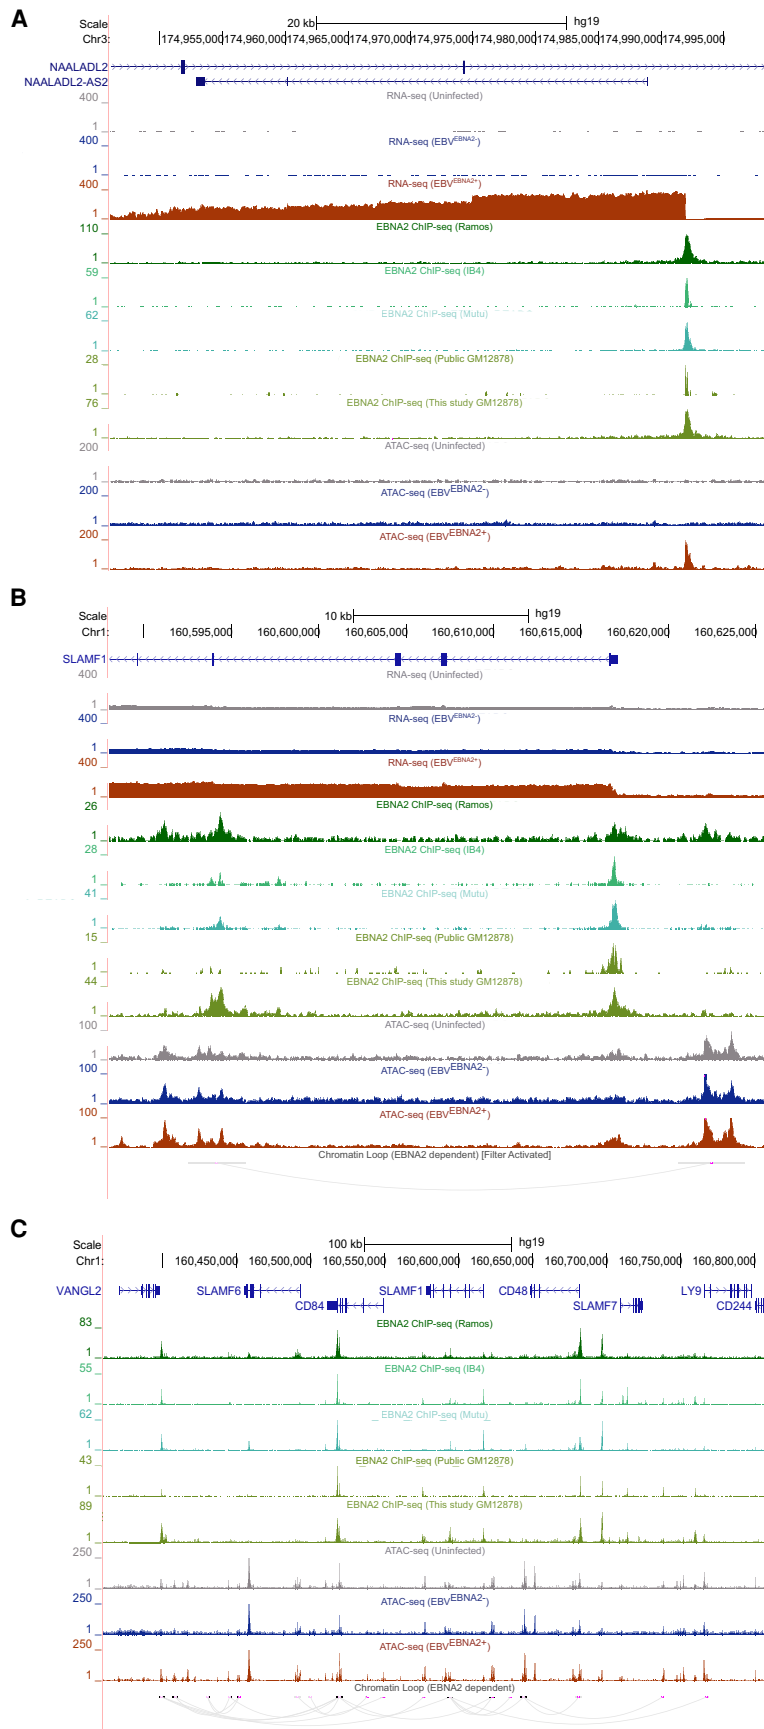 A
Scale 20 kb hg19
Chr3: 174,955,000 174,960,000 174,965,000 174,970,000 174,975,000 174,980,000 174,985,000 174,990,000 174,995,000
NAALADL2
NAALADL2-AS2
400 RNA-seq (Uninfected)
1
400 RNA-seq (EBV^EBNA2-)
1
400 RNA-seq (EBV^EBNA2+)
1
110 EBNA2 ChIP-seq (Ramos)
1
59 EBNA2 ChIP-seq (IB4)
1
62 EBNA2 ChIP-seq (Mutu)
1
28 EBNA2 ChIP-seq (Public GM12878)
1
76 EBNA2 ChIP-seq (This study GM12878)
1
200 ATAC-seq (Uninfected)
1
200 ATAC-seq (EBV^EBNA2-)
1
200 ATAC-seq (EBV^EBNA2+)
1
B
Scale 10 kb hg19
Chr1: 160,595,000 160,600,000 160,605,000 160,610,000 160,615,000 160,620,000 160,625,000
SLAMF1
400 RNA-seq (Uninfected)
1
400 RNA-seq (EBV^EBNA2-)
1
400 RNA-seq (EBV^EBNA2+)
1
26 EBNA2 ChIP-seq (Ramos)
1
28 EBNA2 ChIP-seq (IB4)
1
41 EBNA2 ChIP-seq (Mutu)
1
15 EBNA2 ChIP-seq (Public GM12878)
1
44 EBNA2 ChIP-seq (This study GM12878)
1
100 ATAC-seq (Uninfected)
1
100 ATAC-seq (EBV^EBNA2-)
1
100 ATAC-seq (EBV^EBNA2+)
1
Chromatin Loop (EBNA2 dependent) [Filter Activated]
C
Scale 100 kb hg19
Chr1: 160,450,000 160,500,000 160,550,000 160,600,000 160,650,000 160,700,000 160,750,000 160,800,000
VANGL2 SLAMF6 SLAMF1 CD48 LY9
CD84 SLAMF7 CD244
83 EBNA2 ChIP-seq (Ramos)
1
55 EBNA2 ChIP-seq (IB4)
1
62 EBNA2 ChIP-seq (Mutu)
1
43 EBNA2 ChIP-seq (Public GM12878)
1
89 EBNA2 ChIP-seq (This study GM12878)
1
250 ATAC-seq (Uninfected)
1
250 ATAC-seq (EBV^EBNA2-)
1
250 ATAC-seq (EBV^EBNA2+)
1
Chromatin Loop (EBNA2 dependent)